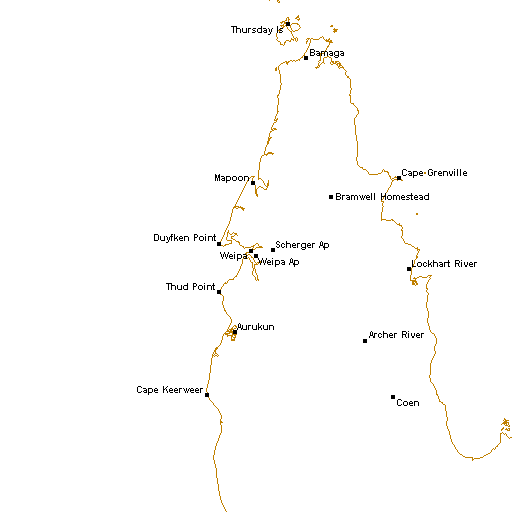 Thursday Is
Bamaga
Mapoon
Cape Grenville
Bramwell Homestead
Duyfken Point
Scherger Ap
Weipa
Weipa Ap
Lockhart River
Thud Point
Aurukun
Archer River
Cape Keerweer
Coen